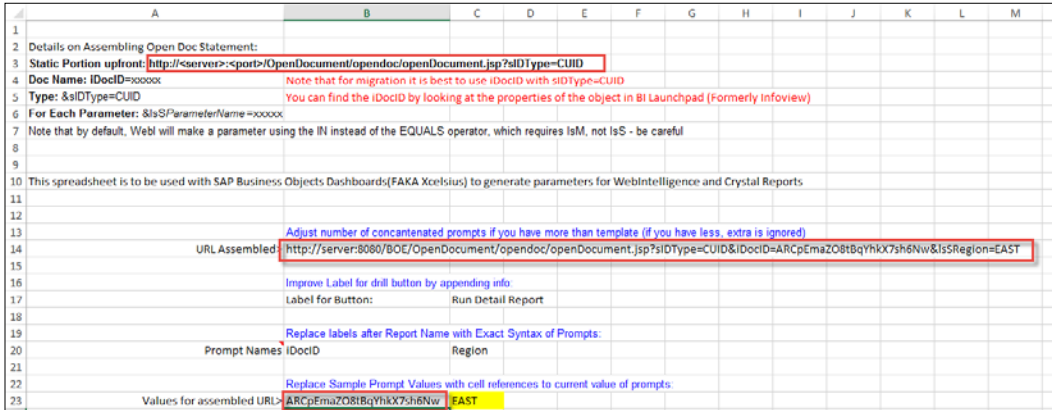 A B C D E F G H I J K L M
1
2 Details on Assembling Open Doc Statement:
3 Static Portion upfront: http://<server>:<port>/OpenDocument/opendoc/openDocument.jsp?sIDType=CUID
4 Doc Name: iDocID=xxxxx Note that for migration it is best to use iDocID with sIDType=CUID
5 Type: &sIDType=CUID You can find the iDocID by looking at the properties of the object in BI Launchpad (Formerly Infoview)
6 For Each Parameter: &lsSParameterName=xxxxx
7 Note that by default, WebI will make a parameter using the IN instead of the EQUALS operator, which requires lsM, not lsS - be careful
8
9
10 This spreadsheet is to be used with SAP Business Objects Dashboards(FAKA Xcelsius) to generate parameters for WebIntelligence and Crystal Reports
11
12
13 Adjust number of concantenated prompts if you have more than template (if you have less, extra is ignored)
14 URL Assembled> http://server:8080/BOE/OpenDocument/opendoc/openDocument.jsp?sIDType=CUID&iDocID=ARCpEmaZO8tBqYhkX7sh6Nw&lsSRegion=EAST
15
16 Improve Label for drill button by appending info:
17 Label for Button: Run Detail Report
18
19 Replace labels after Report Name with Exact Syntax of Prompts:
20 Prompt Names iDocID Region
21
22 Replace Sample Prompt Values with cell references to current value of prompts:
23 Values for assembled URL> ARCpEmaZO8tBqYhkX7sh6Nw EAST